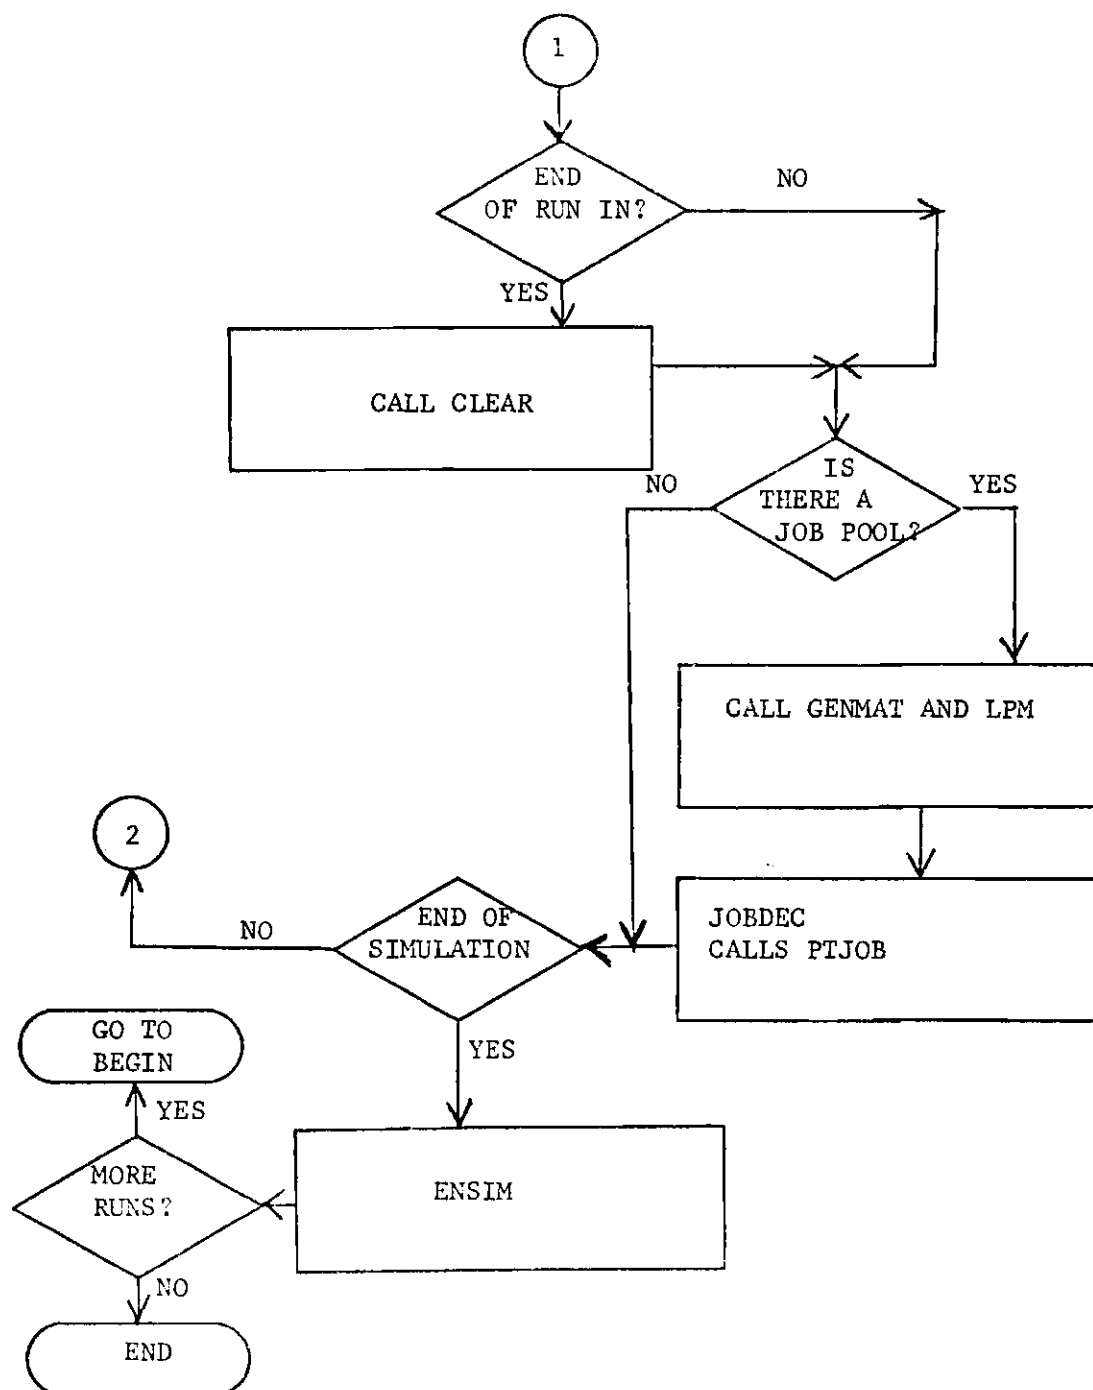 1
END
OF RUN IN?
NO
YES
CALL CLEAR
IS
THERE A
JOB POOL?
NO
YES
CALL GENMAT AND LPM
2
END OF
SIMULATION
NO
JOBDEC
CALLS PTJOB
GO TO
BEGIN
YES
YES
MORE
RUNS?
ENSIM
NO
END